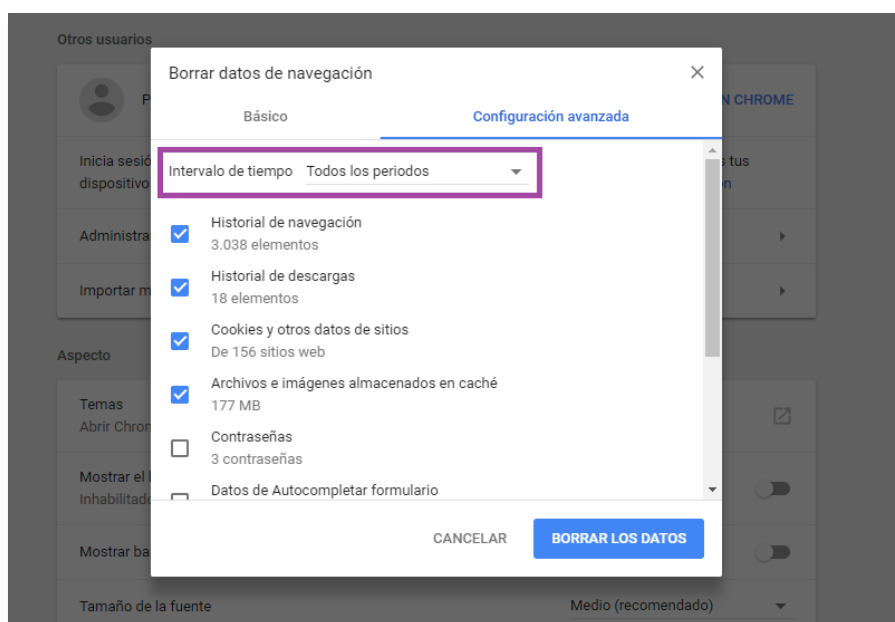 Otros usuarios
Borrar datos de navegación
Básico
Configuración avanzada
N CHROME
Intervalo de tiempo Todos los periodos
Inicia sesió
s tus
dispositivo
Historial de navegación
3.038 elementos
Administra
Historial de descargas
18 elementos
Importar m
Cookies y otros datos de sitios
De 156 sitios web
Aspecto
Archivos e imágenes almacenados en caché
177 MB
Temas
Abrir Chron
Contraseñas
3 contraseñas
Mostrar el
Inhabilitado
Datos de Autocompletar formulario
CANCELAR
BORRAR LOS DATOS
Mostrar ba
Tamaño de la fuente
Medio (recomendado)